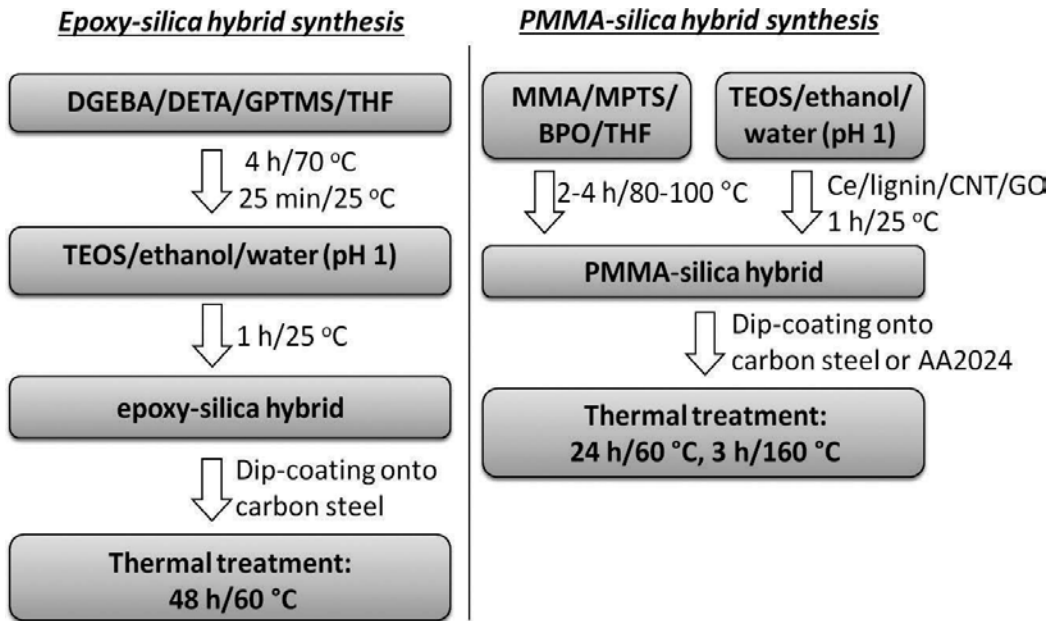 Epoxy-silica hybrid synthesis
DGEBA/DETA/GPTMS/THF
4 h/70 °C
25 min/25 °C
TEOS/ethanol/water (pH 1)
1 h/25 °C
epoxy-silica hybrid
Dip-coating onto
carbon steel
Thermal treatment:
48 h/60 °C
PMMA-silica hybrid synthesis
MMA/MPTS/
BPO/THF
TEOS/ethanol/
water (pH 1)
2-4 h/80-100 °C
Ce/lignin/CNT/GO
1 h/25 °C
PMMA-silica hybrid
Dip-coating onto
carbon steel or AA2024
Thermal treatment:
24 h/60 °C, 3 h/160 °C